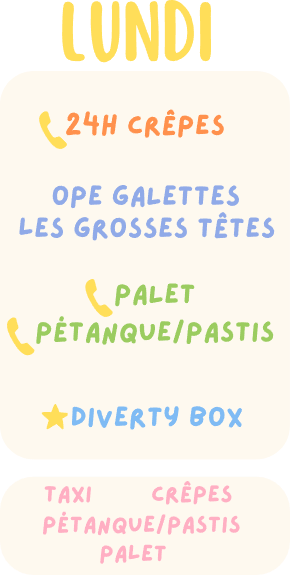 LUNDI
24H CRÊPES
OPE GALETTES
LES GROSSES TÊTES
PALET
PÉTANQUE/PASTIS
DIVERTY BOX
TAXI CRÊPES
PÉTANQUE/PASTIS
PALET